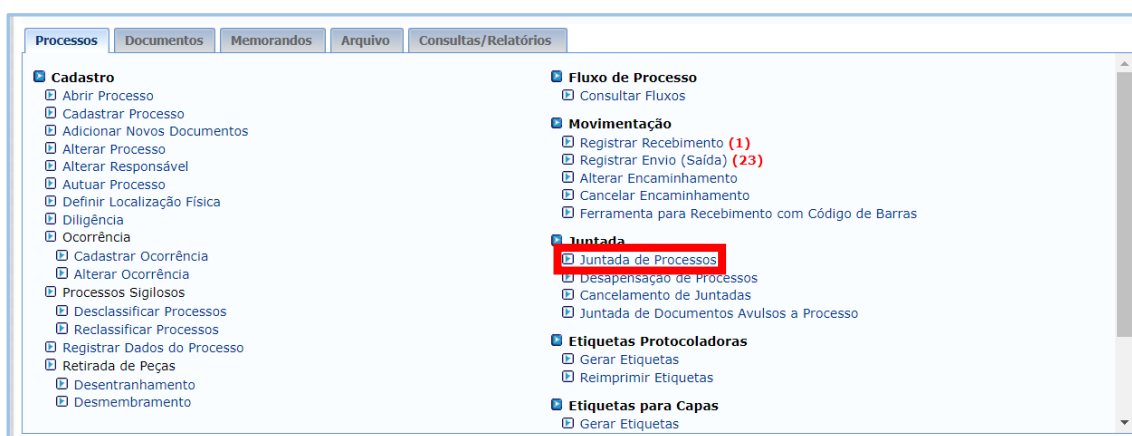 Processos Documentos Memorandos Arquivo Consultas/Relatórios
Cadastro
Abrir Processo
Cadastrar Processo
Adicionar Novos Documentos
Alterar Processo
Alterar Responsável
Autuar Processo
Definir Localização Física
Diligência
Ocorrência
Cadastrar Ocorrência
Alterar Ocorrência
Processos Sigilosos
Desclassificar Processos
Reclassificar Processos
Registrar Dados do Processo
Retirada de Peças
Desentranhamento
Desmembramento
Fluxo de Processo
Consultar Fluxos
Movimentação
Registrar Recebimento (1)
Registrar Envio (Saída) (23)
Alterar Encaminhamento
Cancelar Encaminhamento
Ferramenta para Recebimento com Código de Barras
Juntada
Juntada de Processos
Desapensação de Processos
Cancelamento de Juntadas
Juntada de Documentos Avulsos a Processo
Etiquetas Protocoladoras
Gerar Etiquetas
Reimprimir Etiquetas
Etiquetas para Capas
Gerar Etiquetas